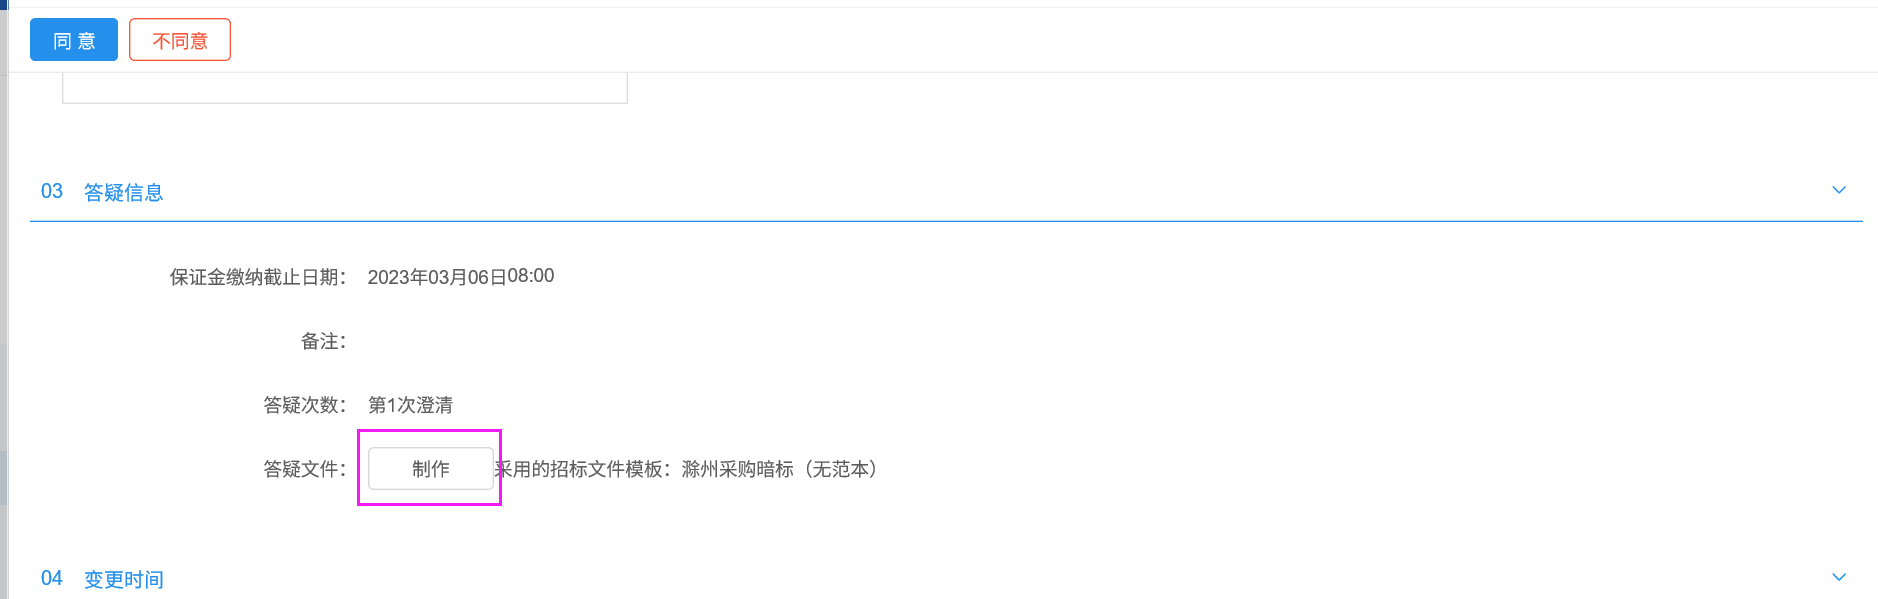 同 意 不同意
03 答疑信息
保证金缴纳截止日期： 2023年03月06日08:00
备注：
答疑次数： 第1次澄清
答疑文件： 制作 采用的招标文件模板：滁州采购暗标（无范本）
04 变更时间